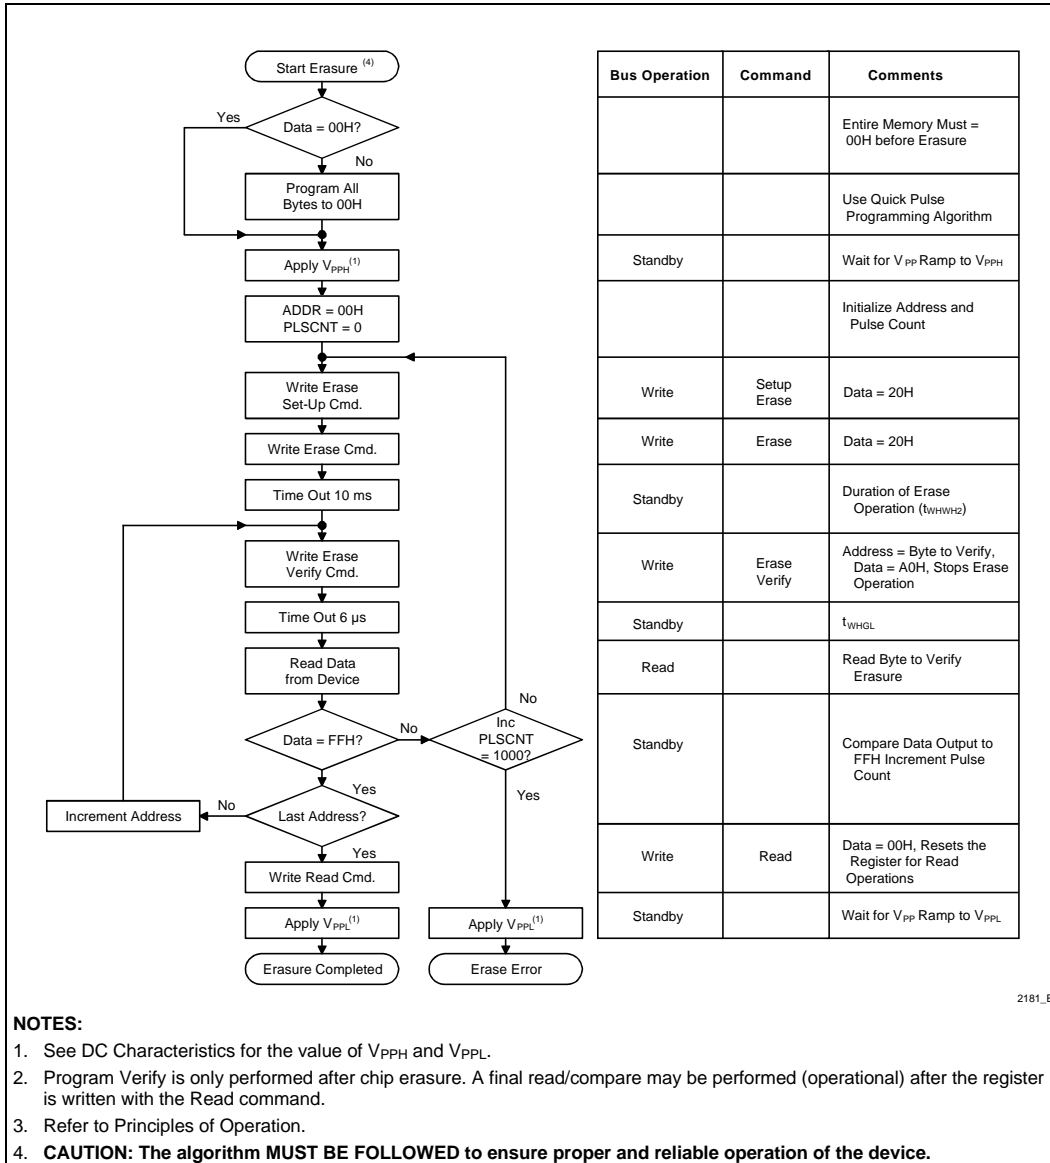 Start Erasure (4)
Yes
Data = 00H?
No
Program All
Bytes to 00H
Apply VPPH(1)
ADDR = 00H
PLSCNT = 0
Write Erase
Set-Up Cmd.
Write Erase Cmd.
Time Out 10 ms
Write Erase
Verify Cmd.
Time Out 6 µs
Read Data
from Device
Data = FFH?
No
Inc
PLSCNT
= 1000?
No
Yes
Yes
Last Address?
No
Increment Address
Yes
Write Read Cmd.
Apply VPPL(1)
Apply VPPL(1)
Erasure Completed
Erase Error
Bus Operation Command Comments
Entire Memory Must =
00H before Erasure
Use Quick Pulse
Programming Algorithm
Standby Wait for VPP Ramp to VPPH
Initialize Address and
Pulse Count
Write Setup
Erase Data = 20H
Write Erase Data = 20H
Standby Duration of Erase
Operation (tWHWH2)
Write Erase
Verify Address = Byte to Verify,
Data = A0H, Stops Erase
Operation
Standby tWHGL
Read Read Byte to Verify
Erasure
Standby Compare Data Output to
FFH Increment Pulse
Count
Write Read Data = 00H, Resets the
Register for Read
Operations
Standby Wait for VPP Ramp to VPPL
NOTES:
1. See DC Characteristics for the value of VPPH and VPPL.
2. Program Verify is only performed after chip erasure. A final read/compare may be performed (operational) after the register
is written with the Read command.
3. Refer to Principles of Operation.
4. CAUTION: The algorithm MUST BE FOLLOWED to ensure proper and reliable operation of the device.